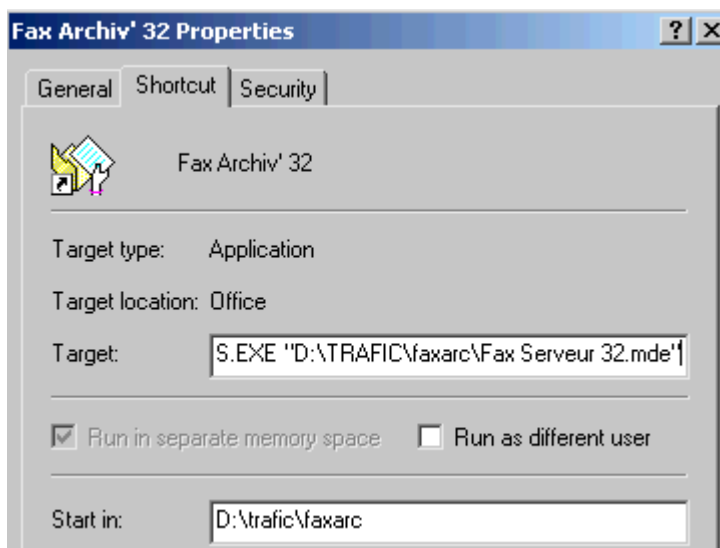 Fax Archiv' 32 Properties
General Shortcut Security
Fax Archiv' 32
Target type: Application
Target location: Office
Target: S.EXE "D:\TRAFIC\faxarc\Fax Serveur 32.mde"
Run in separate memory space Run as different user
Start in: D:\trafic\faxarc